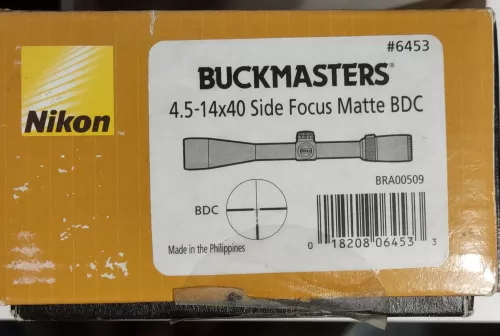 #6453
Nikon™
BUCKMASTERS®
4.5-14x40 Side Focus Matte BDC
BRA00509
BDC
Made in the Philippines
0 18208 06453 3